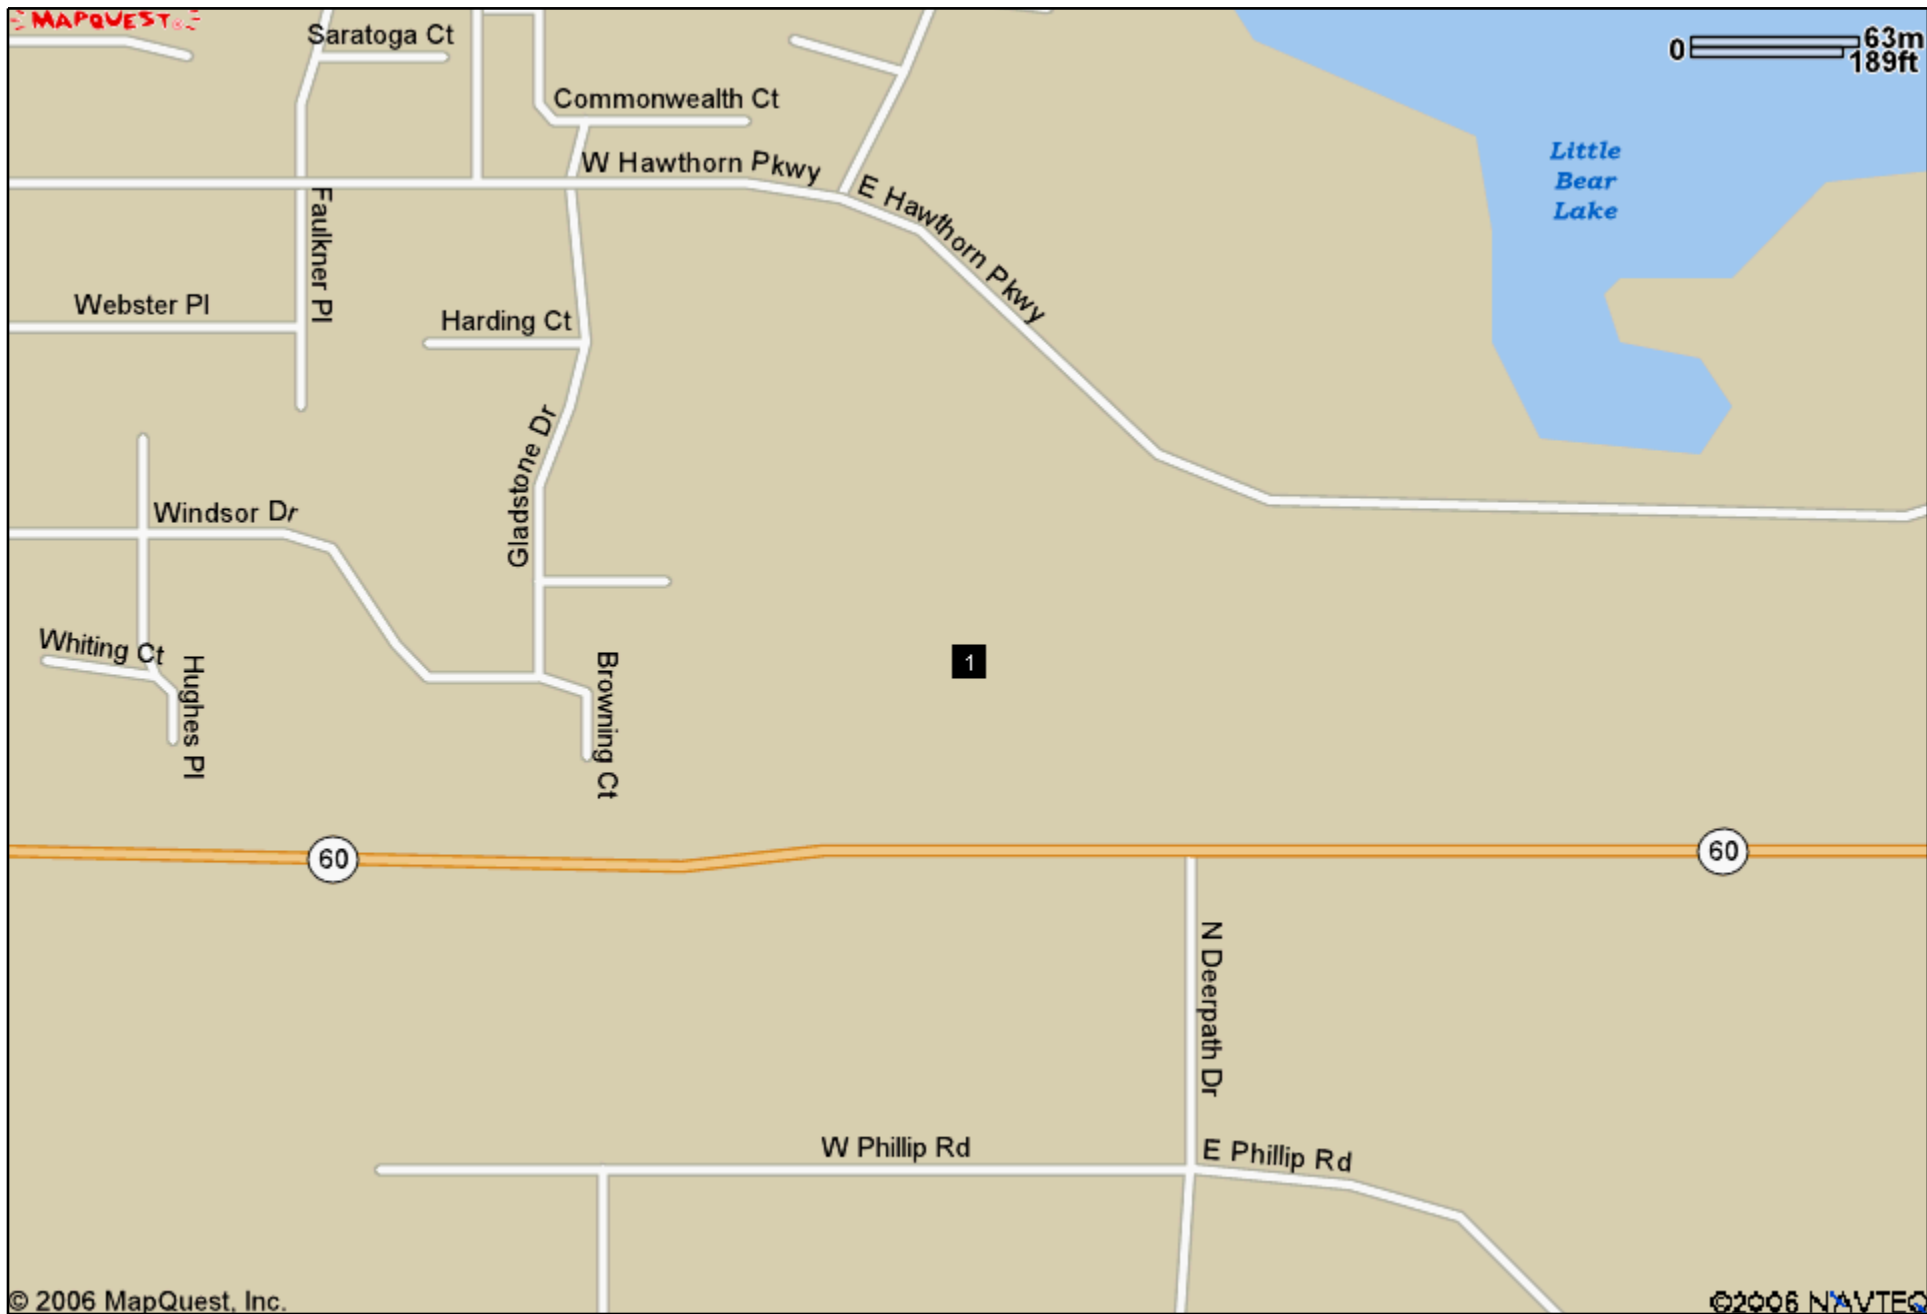 MAPQUEST
Saratoga Ct
0
63m
189ft
Commonwealth Ct
Little
Bear
Lake
W Hawthorn Pkwy
E Hawthorn Pkwy
Faulkner Pl
Webster Pl
Harding Ct
Gladstone Dr
Windsor Dr
Whiting Ct
Hughes Pl
Browning Ct
1
60
60
N Deerpath Dr
W Phillip Rd
E Phillip Rd
© 2006 MapQuest, Inc.
©2006 NAVTEQ